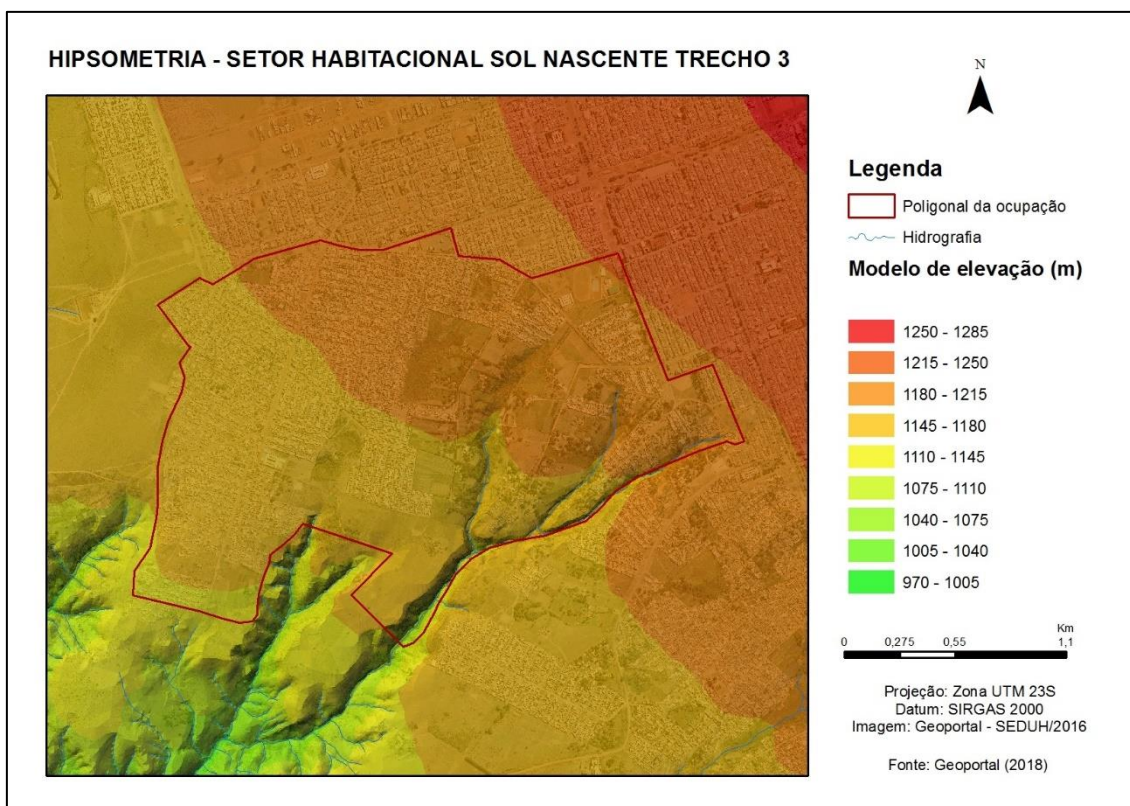 HIPSOMETRIA - SETOR HABITACIONAL SOL NASCENTE TRECHO 3
N
Legenda
Poligonal da ocupação
Hidrografia
Modelo de elevação (m)
1250 - 1285
1215 - 1250
1180 - 1215
1145 - 1180
1110 - 1145
1075 - 1110
1040 - 1075
1005 - 1040
970 - 1005
Km
0 0,275 0,55 1,1
Projeção: Zona UTM 23S
Datum: SIRGAS 2000
Imagem: Geoportal - SEDUH/2016
Fonte: Geoportal (2018)